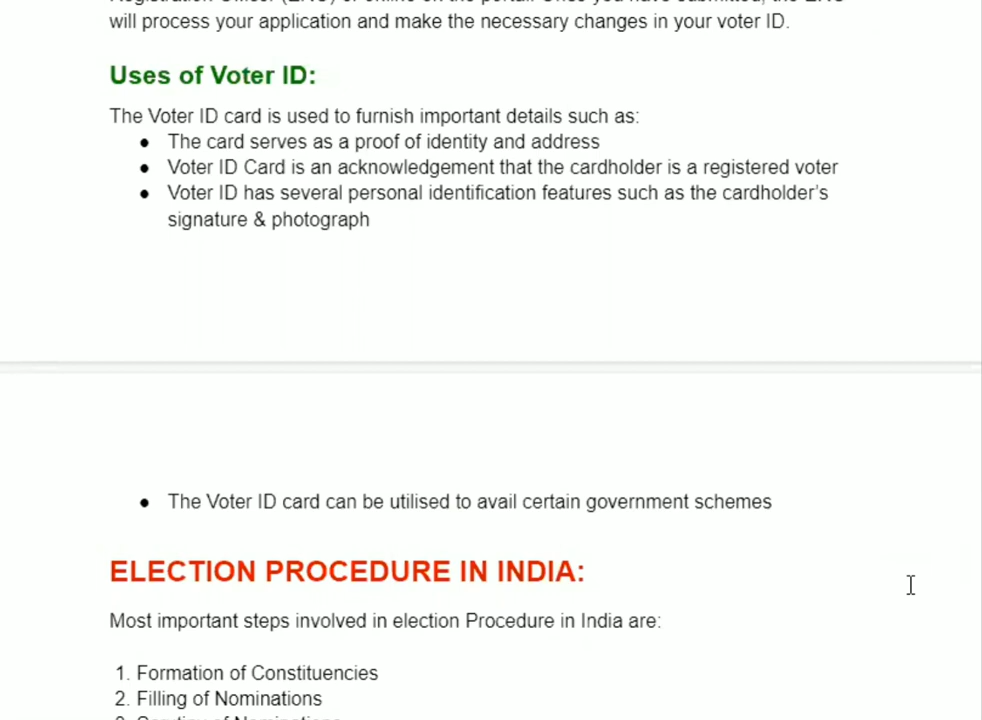 will process your application and make the necessary changes in your voter ID.
Uses of Voter ID:
The Voter ID card is used to furnish important details such as:
● The card serves as a proof of identity and address
● Voter ID Card is an acknowledgement that the cardholder is a registered voter
● Voter ID has several personal identification features such as the cardholder's
signature & photograph
● The Voter ID card can be utilised to avail certain government schemes
ELECTION PROCEDURE IN INDIA:
Most important steps involved in election Procedure in India are:
1. Formation of Constituencies
2. Filling of Nominations